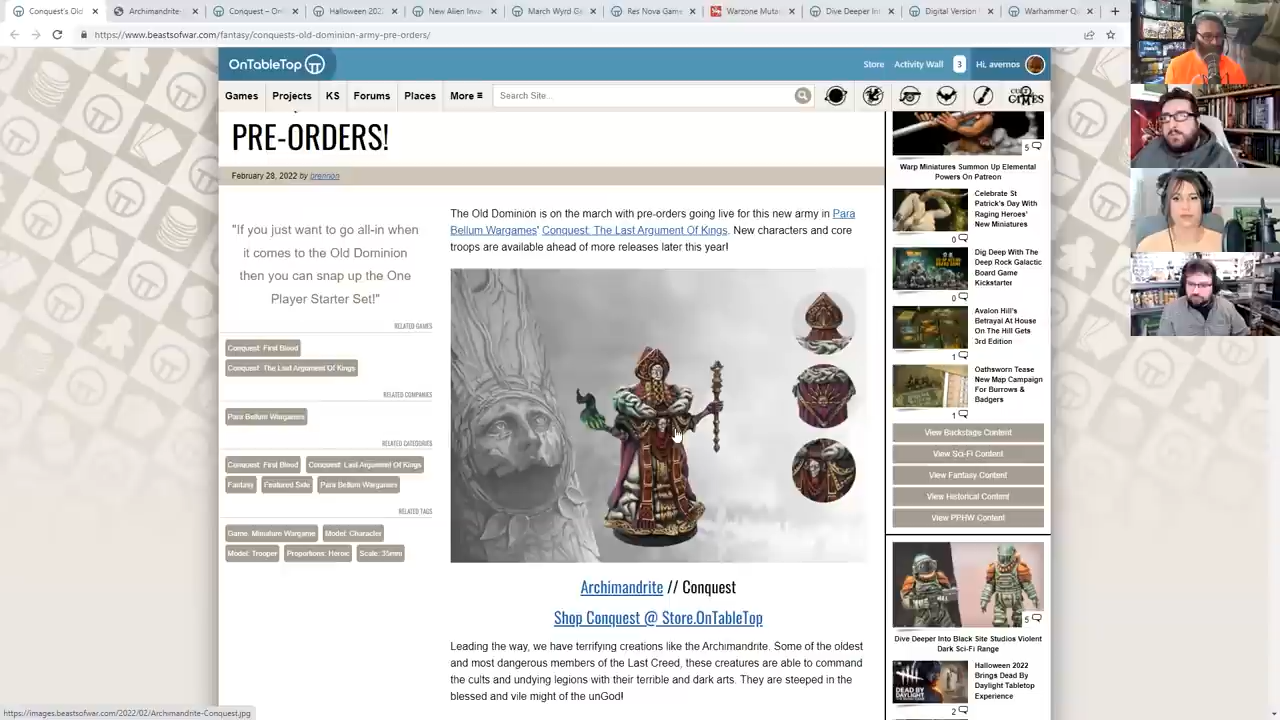 Conquest's Old
Archimandrite
Conquest
Halloween 202
New Alien Inva
March Wyrd Ga
Res Nova Gam
Warzone Muta
Dive Deeper In
Digital Version
Warhammer Q
https://www.beastsofwar.com/fantasy/conquests-old-dominion-army-pre-orders/
OnTableTop
Store
Activity Wall
3
Hi, avernos
Games
Projects
KS
Forums
Places
Search Site...
GAMES
PRE-ORDERS!
February 28, 2022 by brennon
"If you just want to go all-in when
it comes to the Old Dominion
then you can snap up the One
Player Starter Set!"
RELATED GAMES
Conquest: First Blood
Conquest: The Last Argument Of Kings
RELATED COMPANIES
Para Bellum Wargames
RELATED CATEGORIES
Conquest: First Blood
Conquest: Last Argument Of Kings
Fantasy
Featured Side
Para Bellum Wargames
RELATED TAGS
Game: Miniature Wargame
Model: Character
Model: Trooper
Proportions: Heroic
Scale: 35mm
The Old Dominion is on the march with pre-orders going live for this new army in Para
Bellum Wargames' Conquest: The Last Argument Of Kings. New characters and core
troops are available ahead of more releases later this year!
Archimandrite // Conquest
Shop Conquest @ Store.OnTableTop
Leading the way, we have terrifying creations like the Archimandrite. Some of the oldest
and most dangerous members of the Last Creed, these creatures are able to command
the cults and undying legions with their terrible and dark arts. They are steeped in the
blessed and vile might of the unGod!
5
Warp Miniatures Summon Up Elemental
Powers On Patreon
Celebrate St
Patrick's Day With
Raging Heroes'
New Miniatures
0
Dig Deep With The
Deep Rock Galactic
Board Game
Kickstarter
0
Avalon Hill's
Betrayal At House
On The Hill Gets
3rd Edition
1
Oathsworn Tease
New Map Campaign
For Burrows &
Badgers
1
View Backstage Content
View Sci-Fi Content
View Fantasy Content
View Historical Content
View PPHW Content
5
Dive Deeper Into Black Site Studios Violent
Dark Sci-Fi Range
Halloween 2022
Brings Dead By
Daylight Tabletop
Experience
DEAD BY
DAYLIGHT
2
https://images.beastsofwar.com/2022/02/Archimandrite-Conquest.jpg